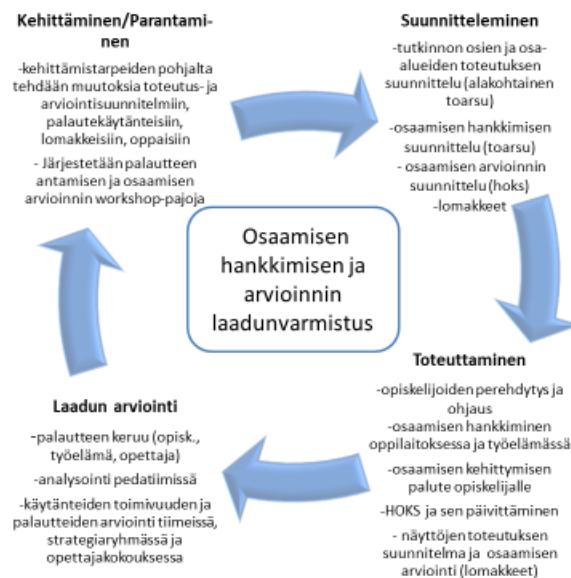 Kehittäminen/Parantami-
nen
-kehittämistarpeiden pohjalta
tehdään muutoksia toteutus- ja
arviointisuunnitelmiin,
palautekäytänteisiin,
lomakkeisiin, oppaisiin
- Järjestetään palautteen
antamisen ja osaamisen
arvioinnin workshop-pajoja
Suunnitteleminen
-tutkinnon osien ja osa-
alueiden toteutuksen
suunnittelu (alakohtainen
toarsu)
-osaamisen hankkimisen
suunnittelu (toarsu)
- osaamisen arvioinnin
suunnittelu (hoks)
-lomakkeet
Osaamisen
hankkimisen ja
arvioinnin
laadunvarmistus
Toteuttaminen
-opiskelijoiden perehdytys ja
ohjaus
- osaamisen hankkiminen
oppilaitoksessa ja työelämässä
-osaamisen kehittymisen
palute opiskelijalle
-HOKS ja sen päivittäminen
- näyttöjen toteutuksen
suunnitelma ja osaamisen
arviointi (lomakkeet)
Laadun arviointi
-palautteen keruu (opisk.,
työelämä, opettaja)
-analysointi pedatiimissä
-käytänteiden toimivuuden ja
palautteiden arviointi tiimeissä,
strategiaryhmässä ja
opettajakokouksessa